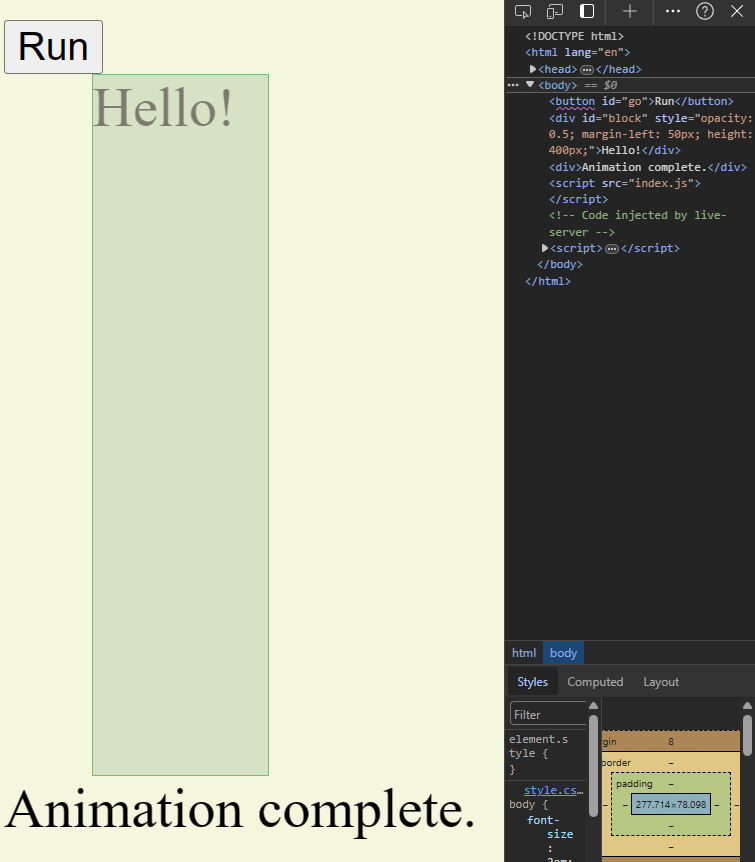 Run
Hello!
Animation complete.
<!DOCTYPE html>
<html lang="en">
<head> ··· </head>
··· <body> == $0
<button id="go">Run</button>
<div id="block" style="opacity:
0.5; margin-left: 50px; height:
400px;">Hello!</div>
<div>Animation complete.</div>
<script src="index.js">
</script>
<!-- Code injected by live-
server -->
<script> ··· </script>
</body>
</html>
html body
Styles Computed Layout
Filter
element.s
tyle {
}
style.cs…
body {
font-
size
:
2em;
rgin 8
border –
padding –
– – 277.714×78.098 – –
–
–